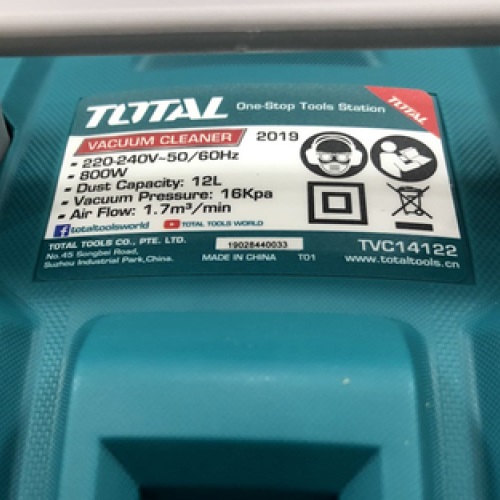 TOTAL One-Stop Tools Station
TOTAL
VACUUM CLEANER 2019
• 220-240V~50/60Hz
• 800W
• Dust Capacity: 12L
• Vacuum Pressure: 16Kpa
• Air Flow: 1.7m³/min
f totaltoolsworld TOTAL TOOLS WORLD
TOTAL TOOLS CO., PTE. LTD.
No.45 Songbei Road,
Suzhou Industrial Park,China.
19028440033
MADE IN CHINA T01
TVC14122
www.totaltools.cn